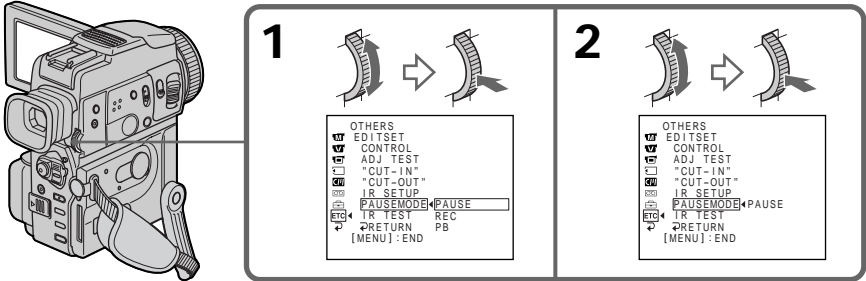 1
OTHERS
EDITSET
CONTROL
ADJ TEST
"CUT-IN"
"CUT-OUT"
IR SETUP
PAUSEMODE PAUSE
ETC IR TEST REC
RETURN PB
[MENU]:END
2
OTHERS
EDITSET
CONTROL
ADJ TEST
"CUT-IN"
"CUT-OUT"
IR SETUP
PAUSEMODE PAUSE
ETC IR TEST
RETURN
[MENU]:END